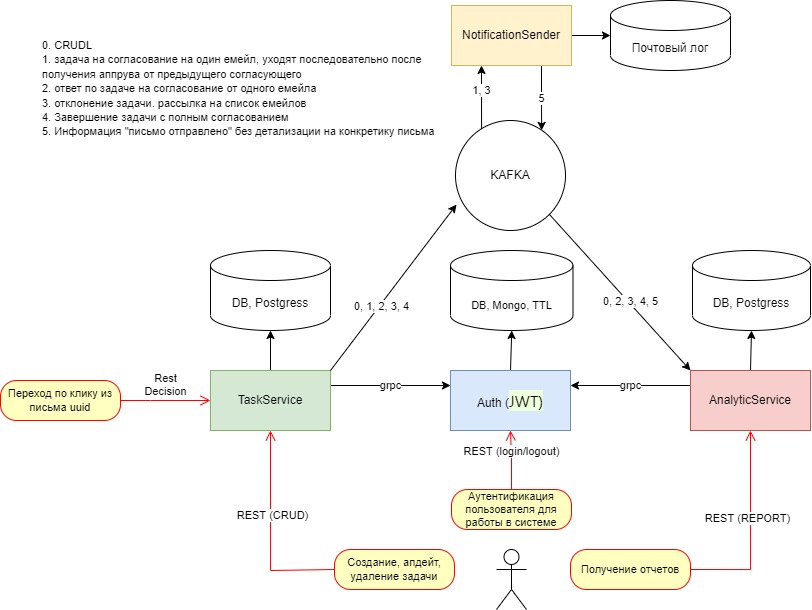 NotificationSender
Почтовый лог
0. CRUDL
1. задача на согласование на один емейл, уходят последовательно после
получения аппрува от предыдущего согласующего
2. ответ по задаче на согласование от одного емейла
3. отклонение задачи. рассылка на список емейлов
4. Завершение задачи с полным согласованием
5. Информация "письмо отправлено" без детализации на конкретику письма
1, 3
5
KAFKA
DB, Postgress
DB, Mongo, TTL
DB, Postgress
0, 1, 2, 3, 4
0, 2, 3, 4, 5
Переход по клику из
письма uuid
Rest
Decision
TaskService
grpc
Auth (JWT)
grpc
AnalyticService
REST (login/logout)
REST (CRUD)
Аутентификация
пользователя для
работы в системе
REST (REPORT)
Создание, апдейт,
удаление задачи
Получение отчетов